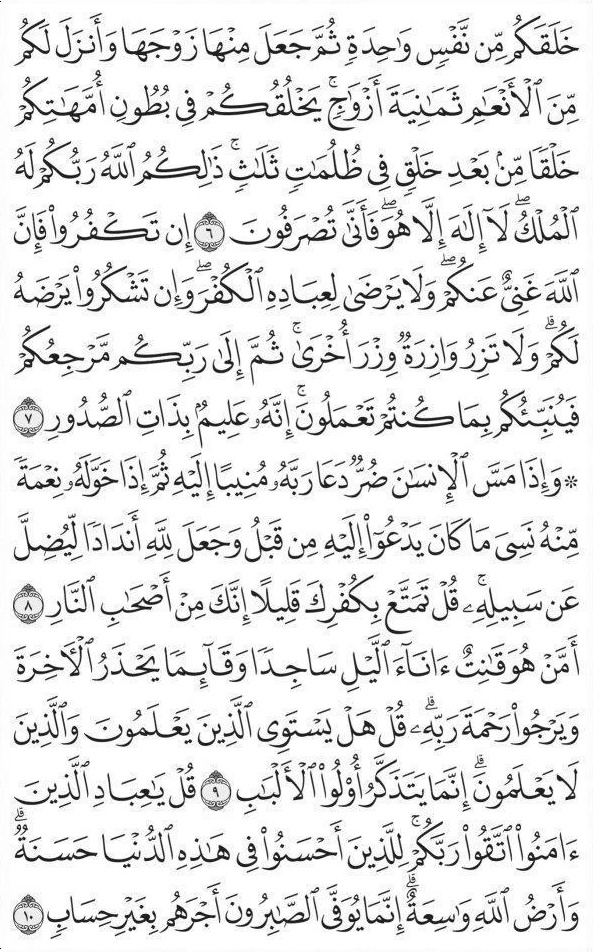 خَلَقَكُم مِّن نَّفۡسٖ وَٰحِدَةٖ ثُمَّ جَعَلَ مِنۡهَا زَوۡجَهَا وَأَنزَلَ لَكُم
مِّنَ ٱلۡأَنۡعَٰمِ ثَمَٰنِيَةَ أَزۡوَٰجٖۚ يَخۡلُقُكُمۡ فِي بُطُونِ أُمَّهَٰتِكُمۡ
خَلۡقٗا مِّنۢ بَعۡدِ خَلۡقٖ فِي ظُلُمَٰتٖ ثَلَٰثٖۚ ذَٰلِكُمُ ٱللَّهُ رَبُّكُمۡ لَهُ
ٱلۡمُلۡكُۖ لَآ إِلَٰهَ إِلَّا هُوَۖ فَأَنَّىٰ تُصۡرَفُونَ ٦ إِن تَكۡفُرُواْ فَإِنَّ
ٱللَّهَ غَنِيٌّ عَنكُمۡۖ وَلَا يَرۡضَىٰ لِعِبَادِهِ ٱلۡكُفۡرَۖ وَإِن تَشۡكُرُواْ يَرۡضَهُ
لَكُمۡۗ وَلَا تَزِرُ وَازِرَةٞ وِزۡرَ أُخۡرَىٰۚ ثُمَّ إِلَىٰ رَبِّكُم مَّرۡجِعُكُمۡ
فَيُنَبِّئُكُم بِمَا كُنتُمۡ تَعۡمَلُونَۚ إِنَّهُۥ عَلِيمُۢ بِذَاتِ ٱلصُّدُورِ ٧
۞ وَإِذَا مَسَّ ٱلۡإِنسَٰنَ ضُرّٞ دَعَا رَبَّهُۥ مُنِيبًا إِلَيۡهِ ثُمَّ إِذَا خَوَّلَهُۥ نِعۡمَةٗ
مِّنۡهُ نَسِيَ مَا كَانَ يَدۡعُوٓاْ إِلَيۡهِ مِن قَبۡلُ وَجَعَلَ لِلَّهِ أَندَادٗا لِّيُضِلَّ
عَن سَبِيلِهِۦۚ قُلۡ تَمَتَّعۡ بِكُفۡرِكَ قَلِيلًا إِنَّكَ مِنۡ أَصۡحَٰبِ ٱلنَّارِ ٨
أَمَّنۡ هُوَ قَٰنِتٌ ءَانَآءَ ٱلَّيۡلِ سَاجِدٗا وَقَآئِمٗا يَحۡذَرُ ٱلۡأٓخِرَةَ
وَيَرۡجُواْ رَحۡمَةَ رَبِّهِۦۗ قُلۡ هَلۡ يَسۡتَوِي ٱلَّذِينَ يَعۡلَمُونَ وَٱلَّذِينَ
لَا يَعۡلَمُونَۗ إِنَّمَا يَتَذَكَّرُ أُوْلُواْ ٱلۡأَلۡبَٰبِ ٩ قُلۡ يَٰعِبَادِ ٱلَّذِينَ
ءَامَنُواْ ٱتَّقُواْ رَبَّكُمۡۚ لِلَّذِينَ أَحۡسَنُواْ فِي هَٰذِهِ ٱلدُّنۡيَا حَسَنَةٞۗ
وَأَرۡضُ ٱللَّهِ وَٰسِعَةٌۗ إِنَّمَا يُوَفَّى ٱلصَّٰبِرُونَ أَجۡرَهُم بِغَيۡرِ حِسَابٖ ١٠